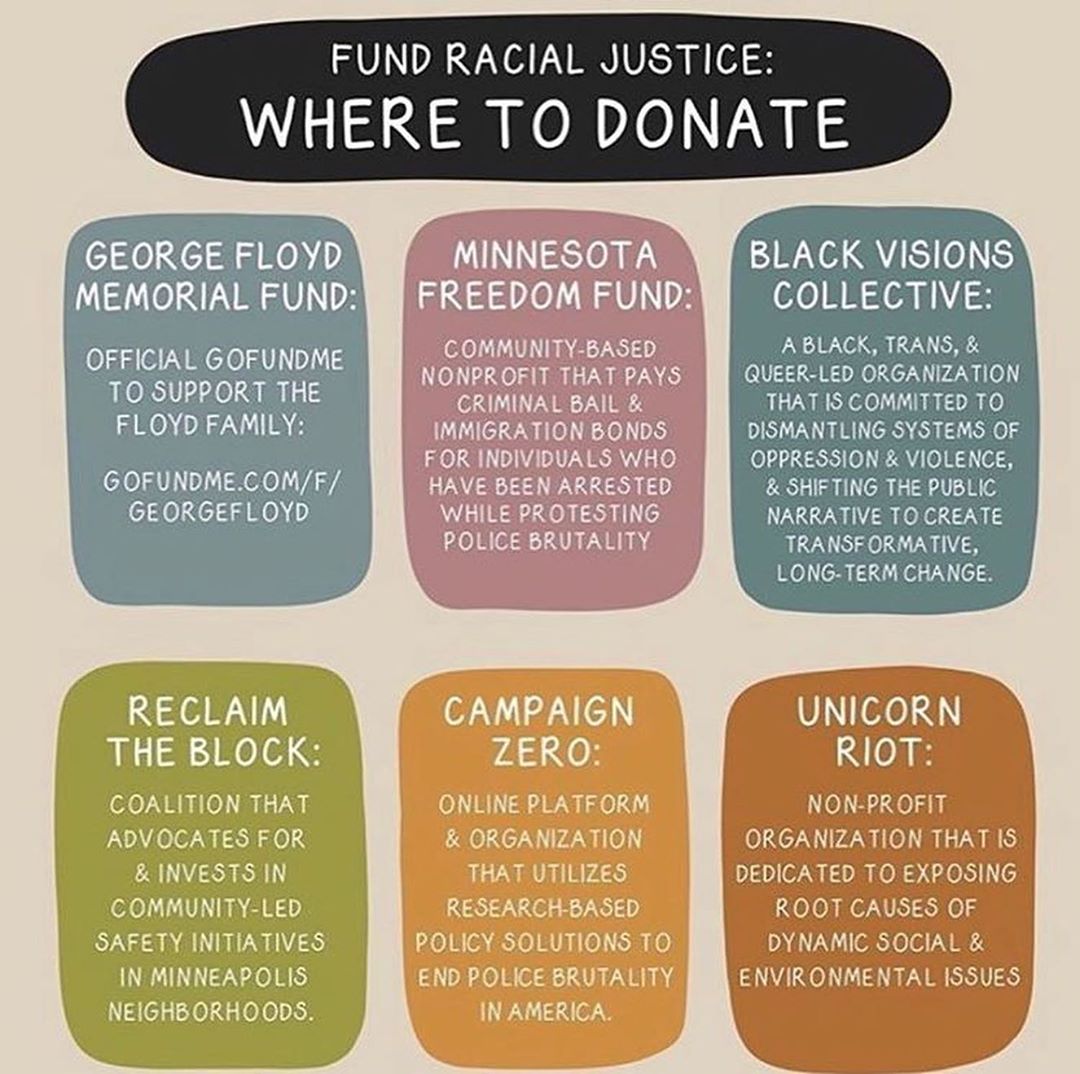 FUND RACIAL JUSTICE:
WHERE TO DONATE
GEORGE FLOYD
MEMORIAL FUND:
OFFICIAL GOFUNDME
TO SUPPORT THE
FLOYD FAMILY:
GOFUNDME.COM/F/
GEORGEFLOYD
MINNESOTA
FREEDOM FUND:
COMMUNITY-BASED
NONPROFIT THAT PAYS
CRIMINAL BAIL &
IMMIGRATION BONDS
FOR INDIVIDUALS WHO
HAVE BEEN ARRESTED
WHILE PROTESTING
POLICE BRUTALITY
BLACK VISIONS
COLLECTIVE:
A BLACK, TRANS, &
QUEER-LED ORGANIZATION
THAT IS COMMITTED TO
DISMANTLING SYSTEMS OF
OPPRESSION & VIOLENCE,
& SHIFTING THE PUBLIC
NARRATIVE TO CREATE
TRANSFORMATIVE,
LONG-TERM CHANGE.
RECLAIM
THE BLOCK:
COALITION THAT
ADVOCATES FOR
& INVESTS IN
COMMUNITY-LED
SAFETY INITIATIVES
IN MINNEAPOLIS
NEIGHBORHOODS.
CAMPAIGN
ZERO:
ONLINE PLATFORM
& ORGANIZATION
THAT UTILIZES
RESEARCH-BASED
POLICY SOLUTIONS TO
END POLICE BRUTALITY
IN AMERICA.
UNICORN
RIOT:
NON-PROFIT
ORGANIZATION THAT IS
DEDICATED TO EXPOSING
ROOT CAUSES OF
DYNAMIC SOCIAL &
ENVIRONMENTAL ISSUES